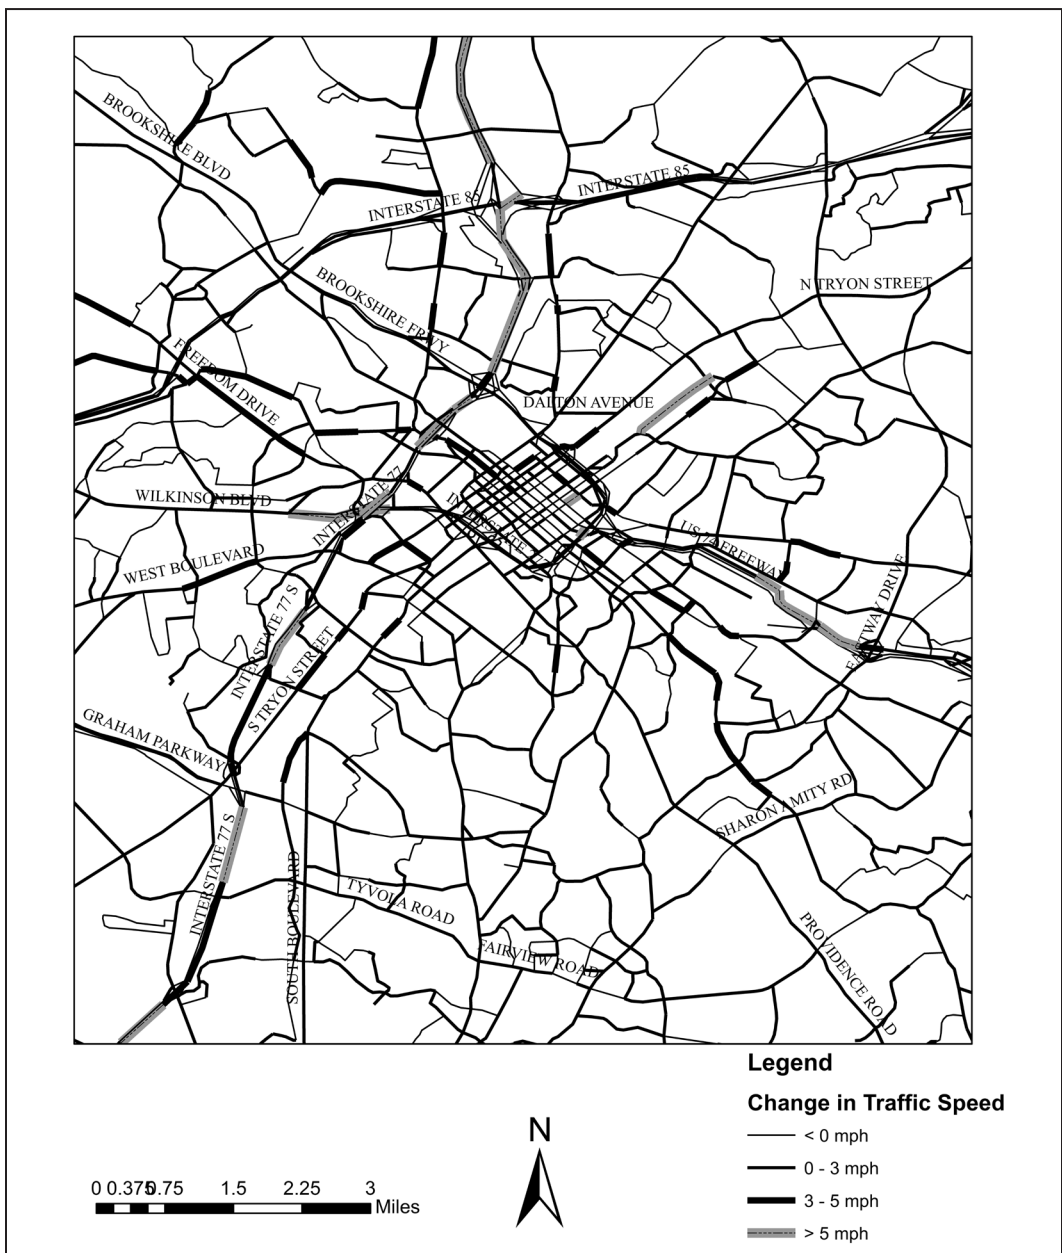 BROOKSHIRE BLVD
INTERSTATE 85
INTERSTATE 85
N TRYON STREET
BROOKSHIRE FRWY
FREEDOM DRIVE
DALTON AVENUE
INTERSTATE 77
WILKINSON BLVD
INTERSTATE 277
US 74 FREEWAY
WEST BOULEVARD
EASTWAY DRIVE
INTERSTATE 77 S
S TRYON STREET
GRAHAM PARKWAY
SHARON AMITY RD
INTERSTATE 77 S
SOUTH BOULEVARD
TYVOLA ROAD
FAIRVIEW ROAD
PROVIDENCE ROAD
Legend
Change in Traffic Speed
< 0 mph
0 - 3 mph
3 - 5 mph
> 5 mph
N
0 0.375 0.75 1.5 2.25 3
Miles